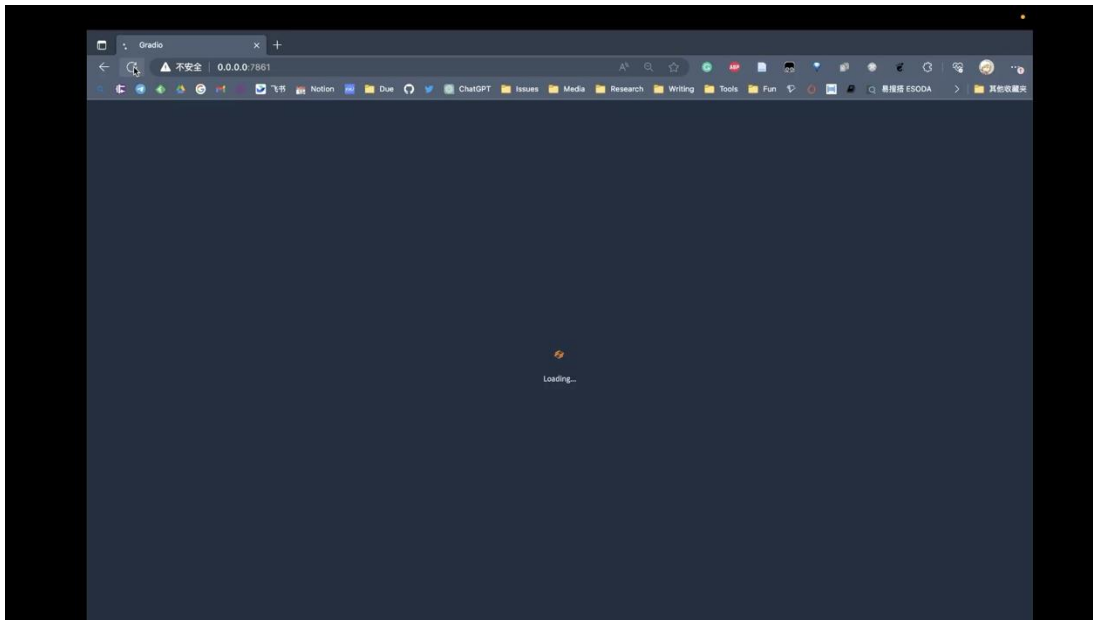 Gradio
不安全 0.0.0.0:7861
飞书 Notion Due ChatGPT Issues Media Research Writing Tools Fun 易搜搭 ESODA 其他收藏夹
Loading...